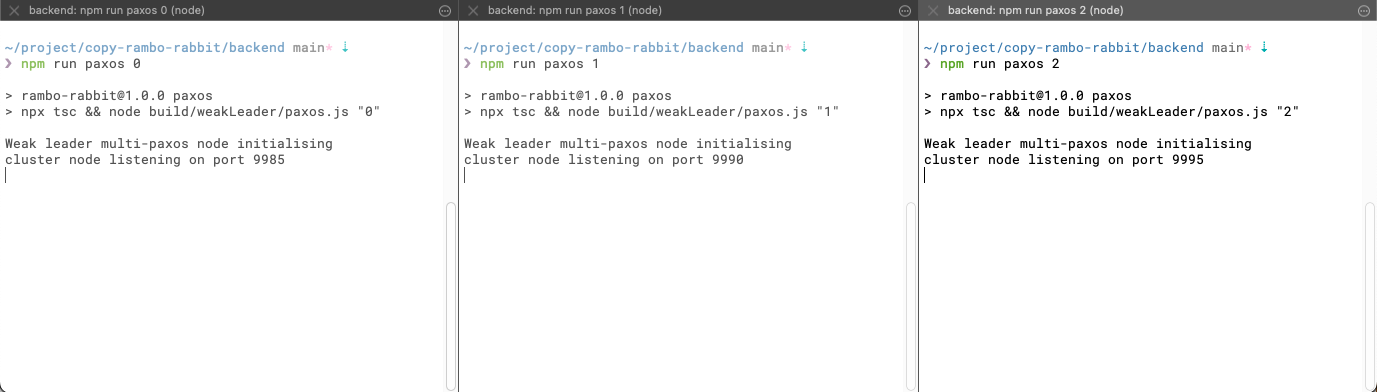 backend: npm run paxos 0 (node)
~/project/copy-rambo-rabbit/backend main* ⇣
❯ npm run paxos 0
> rambo-rabbit@1.0.0 paxos
> npx tsc && node build/weakLeader/paxos.js "0"
Weak leader multi-paxos node initialising
cluster node listening on port 9985
backend: npm run paxos 1 (node)
~/project/copy-rambo-rabbit/backend main* ⇣
❯ npm run paxos 1
> rambo-rabbit@1.0.0 paxos
> npx tsc && node build/weakLeader/paxos.js "1"
Weak leader multi-paxos node initialising
cluster node listening on port 9990
backend: npm run paxos 2 (node)
~/project/copy-rambo-rabbit/backend main* ⇣
❯ npm run paxos 2
> rambo-rabbit@1.0.0 paxos
> npx tsc && node build/weakLeader/paxos.js "2"
Weak leader multi-paxos node initialising
cluster node listening on port 9995